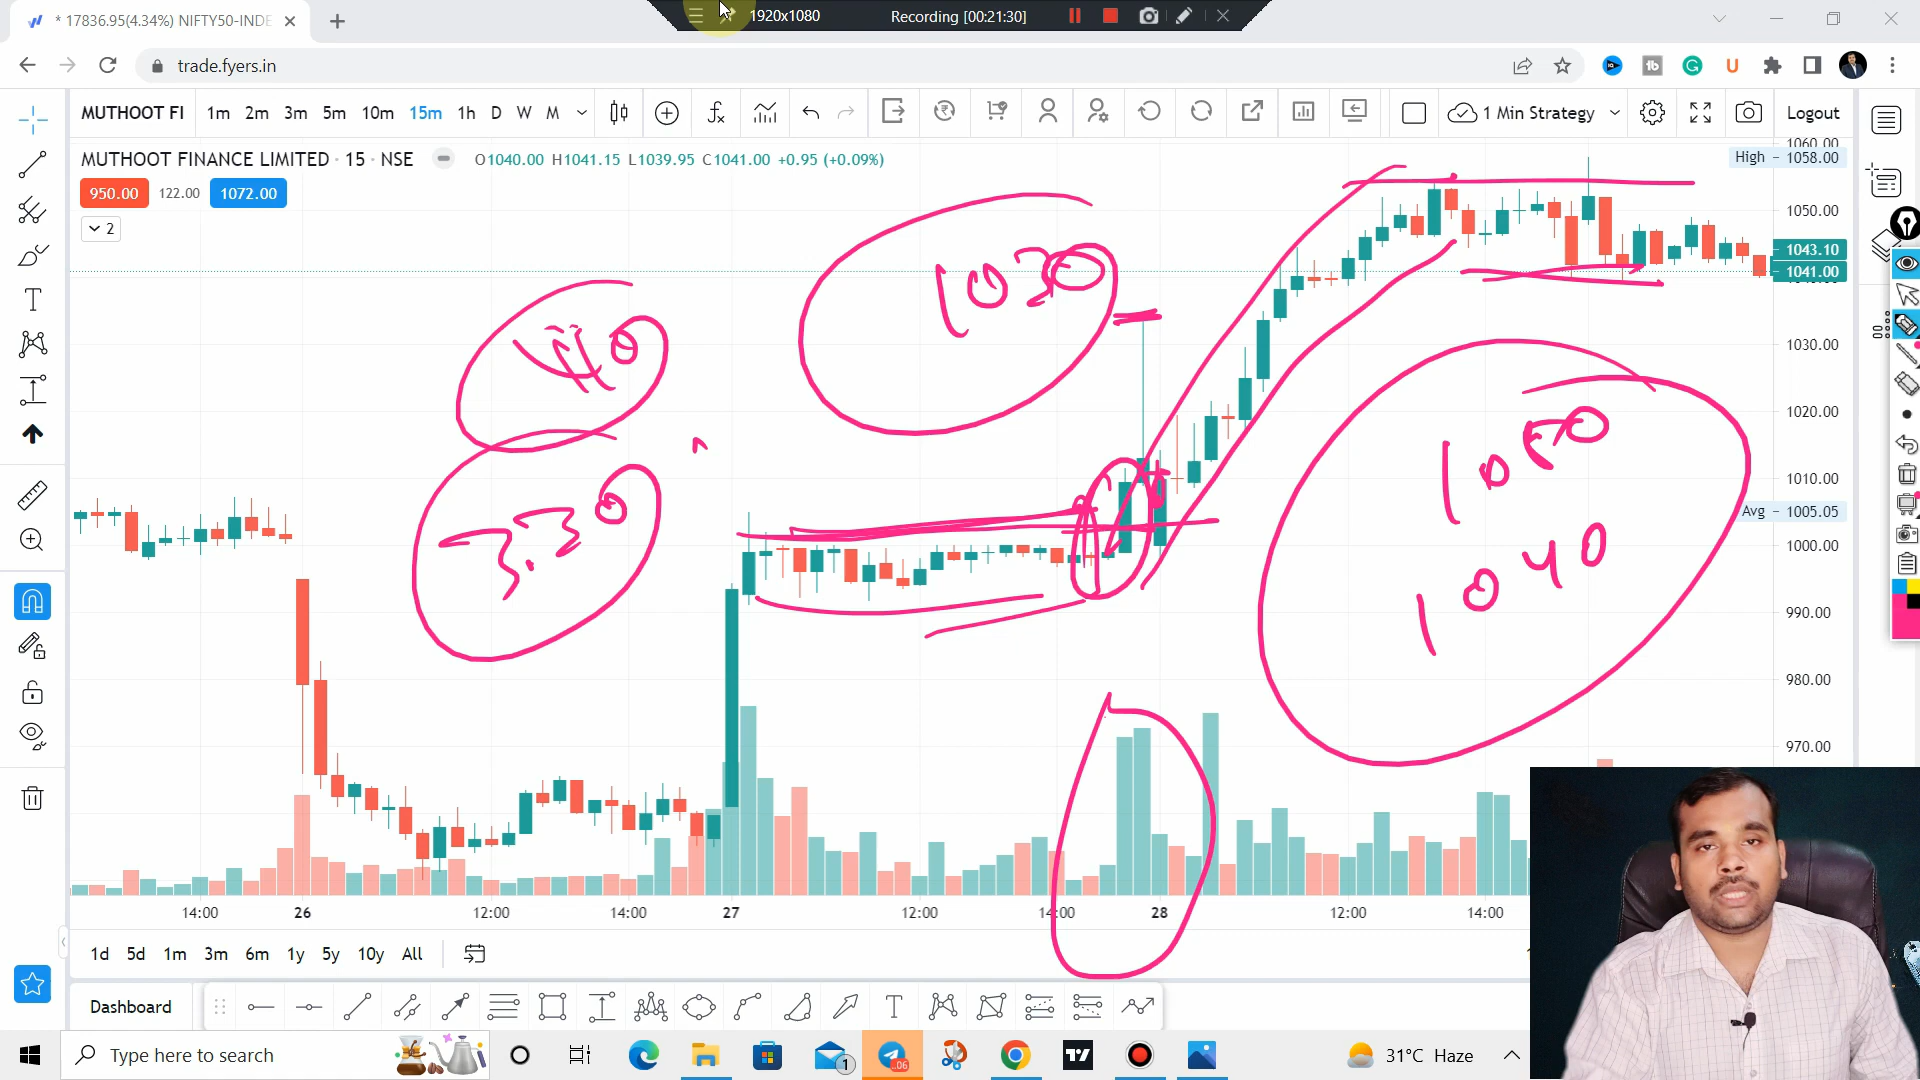 * 17836.95(4.34%) NIFTY50-INDE
1920x1080
Recording [00:21:30]
trade.fyers.in
MUTHOOT FI 1m 2m 3m 5m 10m 15m 1h D W M
1 Min Strategy
Logout
MUTHOOT FINANCE LIMITED · 15 · NSE
O1040.00 H1041.15 L1039.95 C1041.00 +0.95 (+0.09%)
950.00 122.00 1072.00
2
1060.00
High 1058.00
1050.00
1043.10
1041.00
1030.00
1020.00
1010.00
Avg 1005.05
1000.00
990.00
980.00
970.00
1030
3.30
1050
1040
14:00 26 12:00 14:00 27 12:00 14:00 28 12:00 14:00
1d 5d 1m 3m 6m 1y 5y 10y All
Dashboard
Type here to search
1
31°C Haze